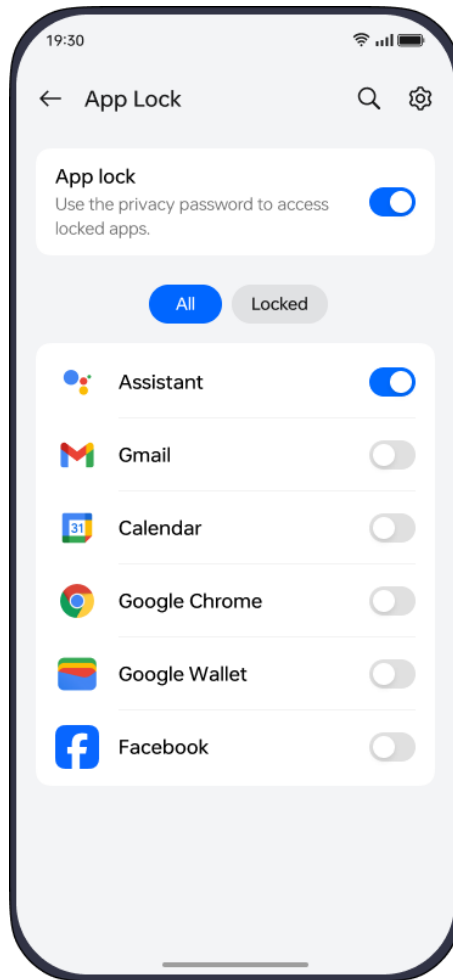 19:30
App Lock
App lock
Use the privacy password to access
locked apps.
All
Locked
Assistant
Gmail
31
Calendar
Google Chrome
Google Wallet
Facebook